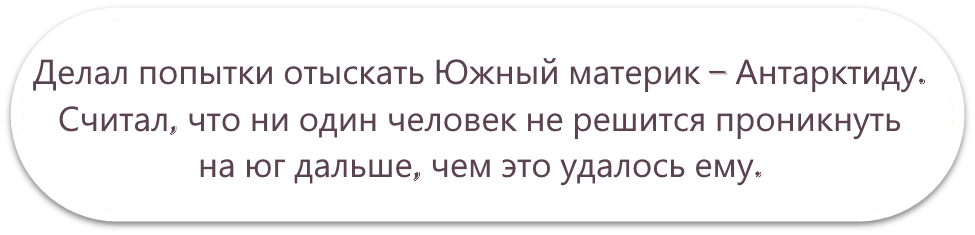 Делал попытки отыскать Южный материк – Антарктиду.
Считал, что ни один человек не решится проникнуть
на юг дальше, чем это удалось ему.